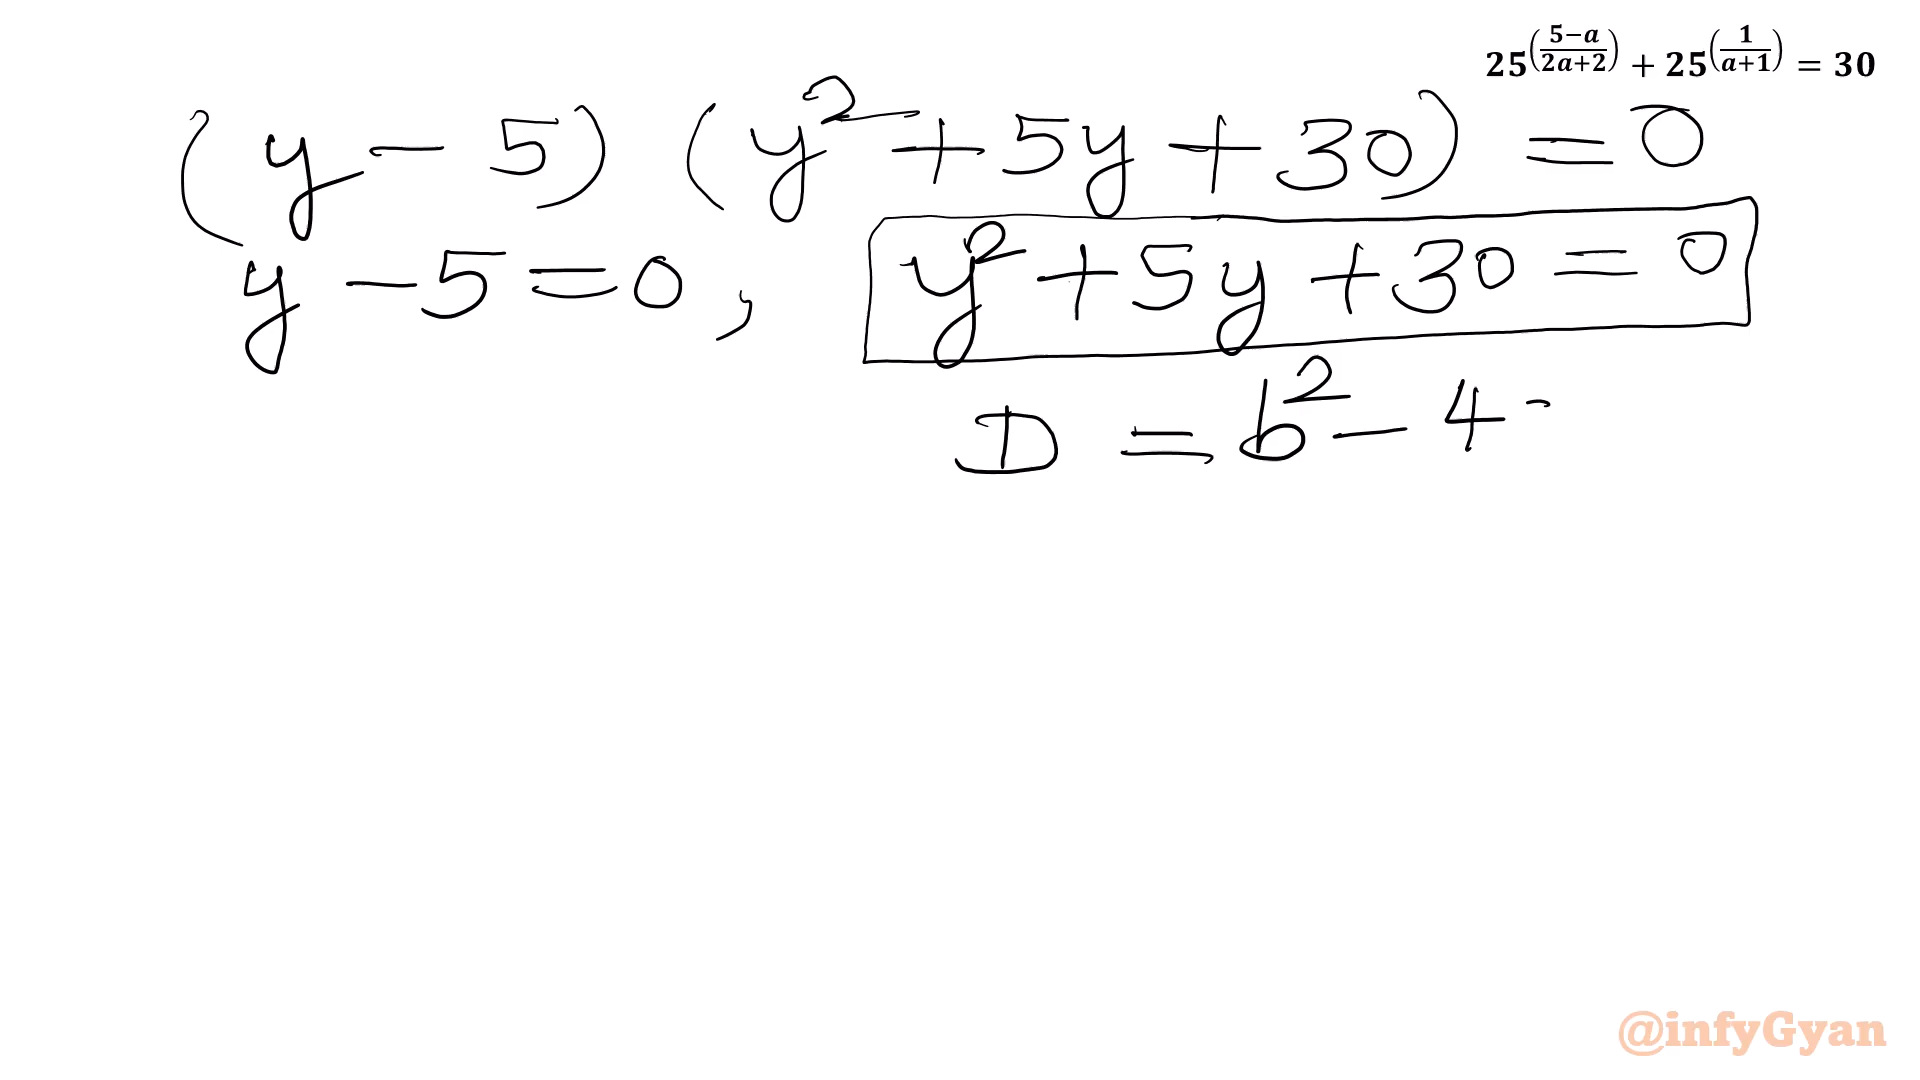 25^((5−a)/(2a+2)) + 25^(1/(a+1)) = 30
(y − 5) (y² + 5y + 30) = 0
y − 5 = 0 , y² + 5y + 30 = 0
D = b² − 4
@infyGyan